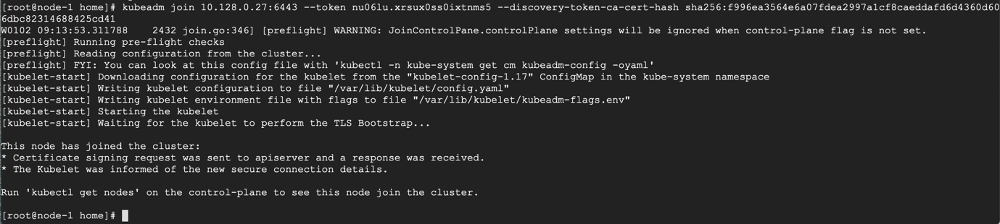 [root@node-1 home]# kubeadm join 10.128.0.27:6443 --token nu06lu.xrsux0ss0ixtnms5 --discovery-token-ca-cert-hash sha256:f996ea3564e6a07fdea2997a1cf8caeddafd6d4360d60
6dbc82314688425cd41
W0102 09:13:53.311788    2432 join.go:346] [preflight] WARNING: JoinControlPane.controlPlane settings will be ignored when control-plane flag is not set.
[preflight] Running pre-flight checks
[preflight] Reading configuration from the cluster...
[preflight] FYI: You can look at this config file with 'kubectl -n kube-system get cm kubeadm-config -oyaml'
[kubelet-start] Downloading configuration for the kubelet from the "kubelet-config-1.17" ConfigMap in the kube-system namespace
[kubelet-start] Writing kubelet configuration to file "/var/lib/kubelet/config.yaml"
[kubelet-start] Writing kubelet environment file with flags to file "/var/lib/kubelet/kubeadm-flags.env"
[kubelet-start] Starting the kubelet
[kubelet-start] Waiting for the kubelet to perform the TLS Bootstrap...
This node has joined the cluster:
* Certificate signing request was sent to apiserver and a response was received.
* The Kubelet was informed of the new secure connection details.
Run 'kubectl get nodes' on the control-plane to see this node join the cluster.
[root@node-1 home]#